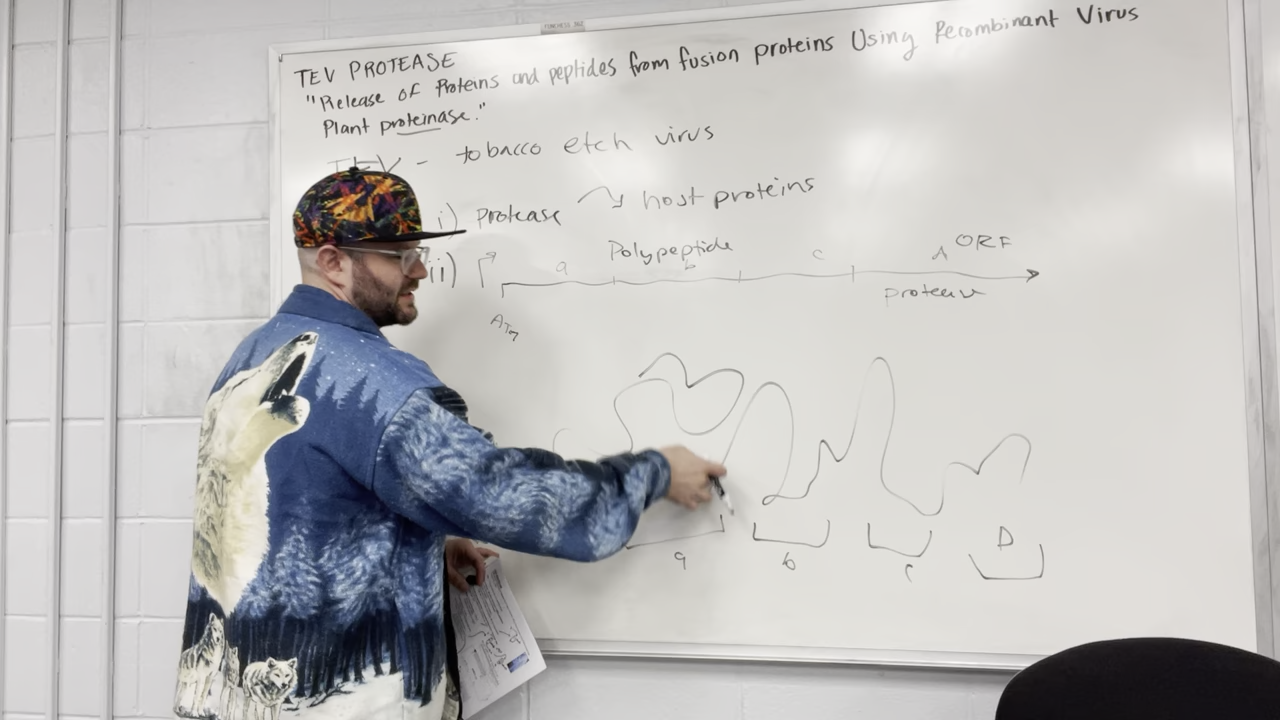 TEV PROTEASE
"Release of Proteins and peptides from fusion proteins Using Recombinant Virus
Plant proteinase."
TEV - tobacco etch virus
i) Protease host proteins
ii) Polypeptide
a b c ORF
protease
ATG
a b c D